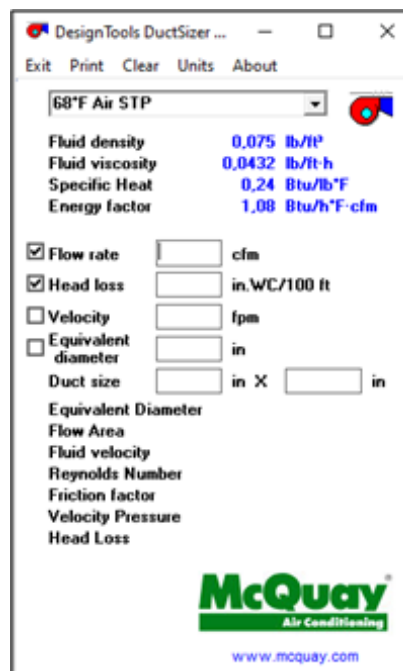 DesignTools DuctSizer ...
Exit Print Clear Units About
68°F Air STP
Fluid density 0,075 lb/ft³
Fluid viscosity 0,0432 lb/ft·h
Specific Heat 0,24 Btu/lb°F
Energy factor 1,08 Btu/h°F·cfm
Flow rate cfm
Head loss in.WC/100 ft
Velocity fpm
Equivalent
diameter in
Duct size in X in
Equivalent Diameter
Flow Area
Fluid velocity
Reynolds Number
Friction factor
Velocity Pressure
Head Loss
McQuay®
Air Conditioning
www.mcquay.com